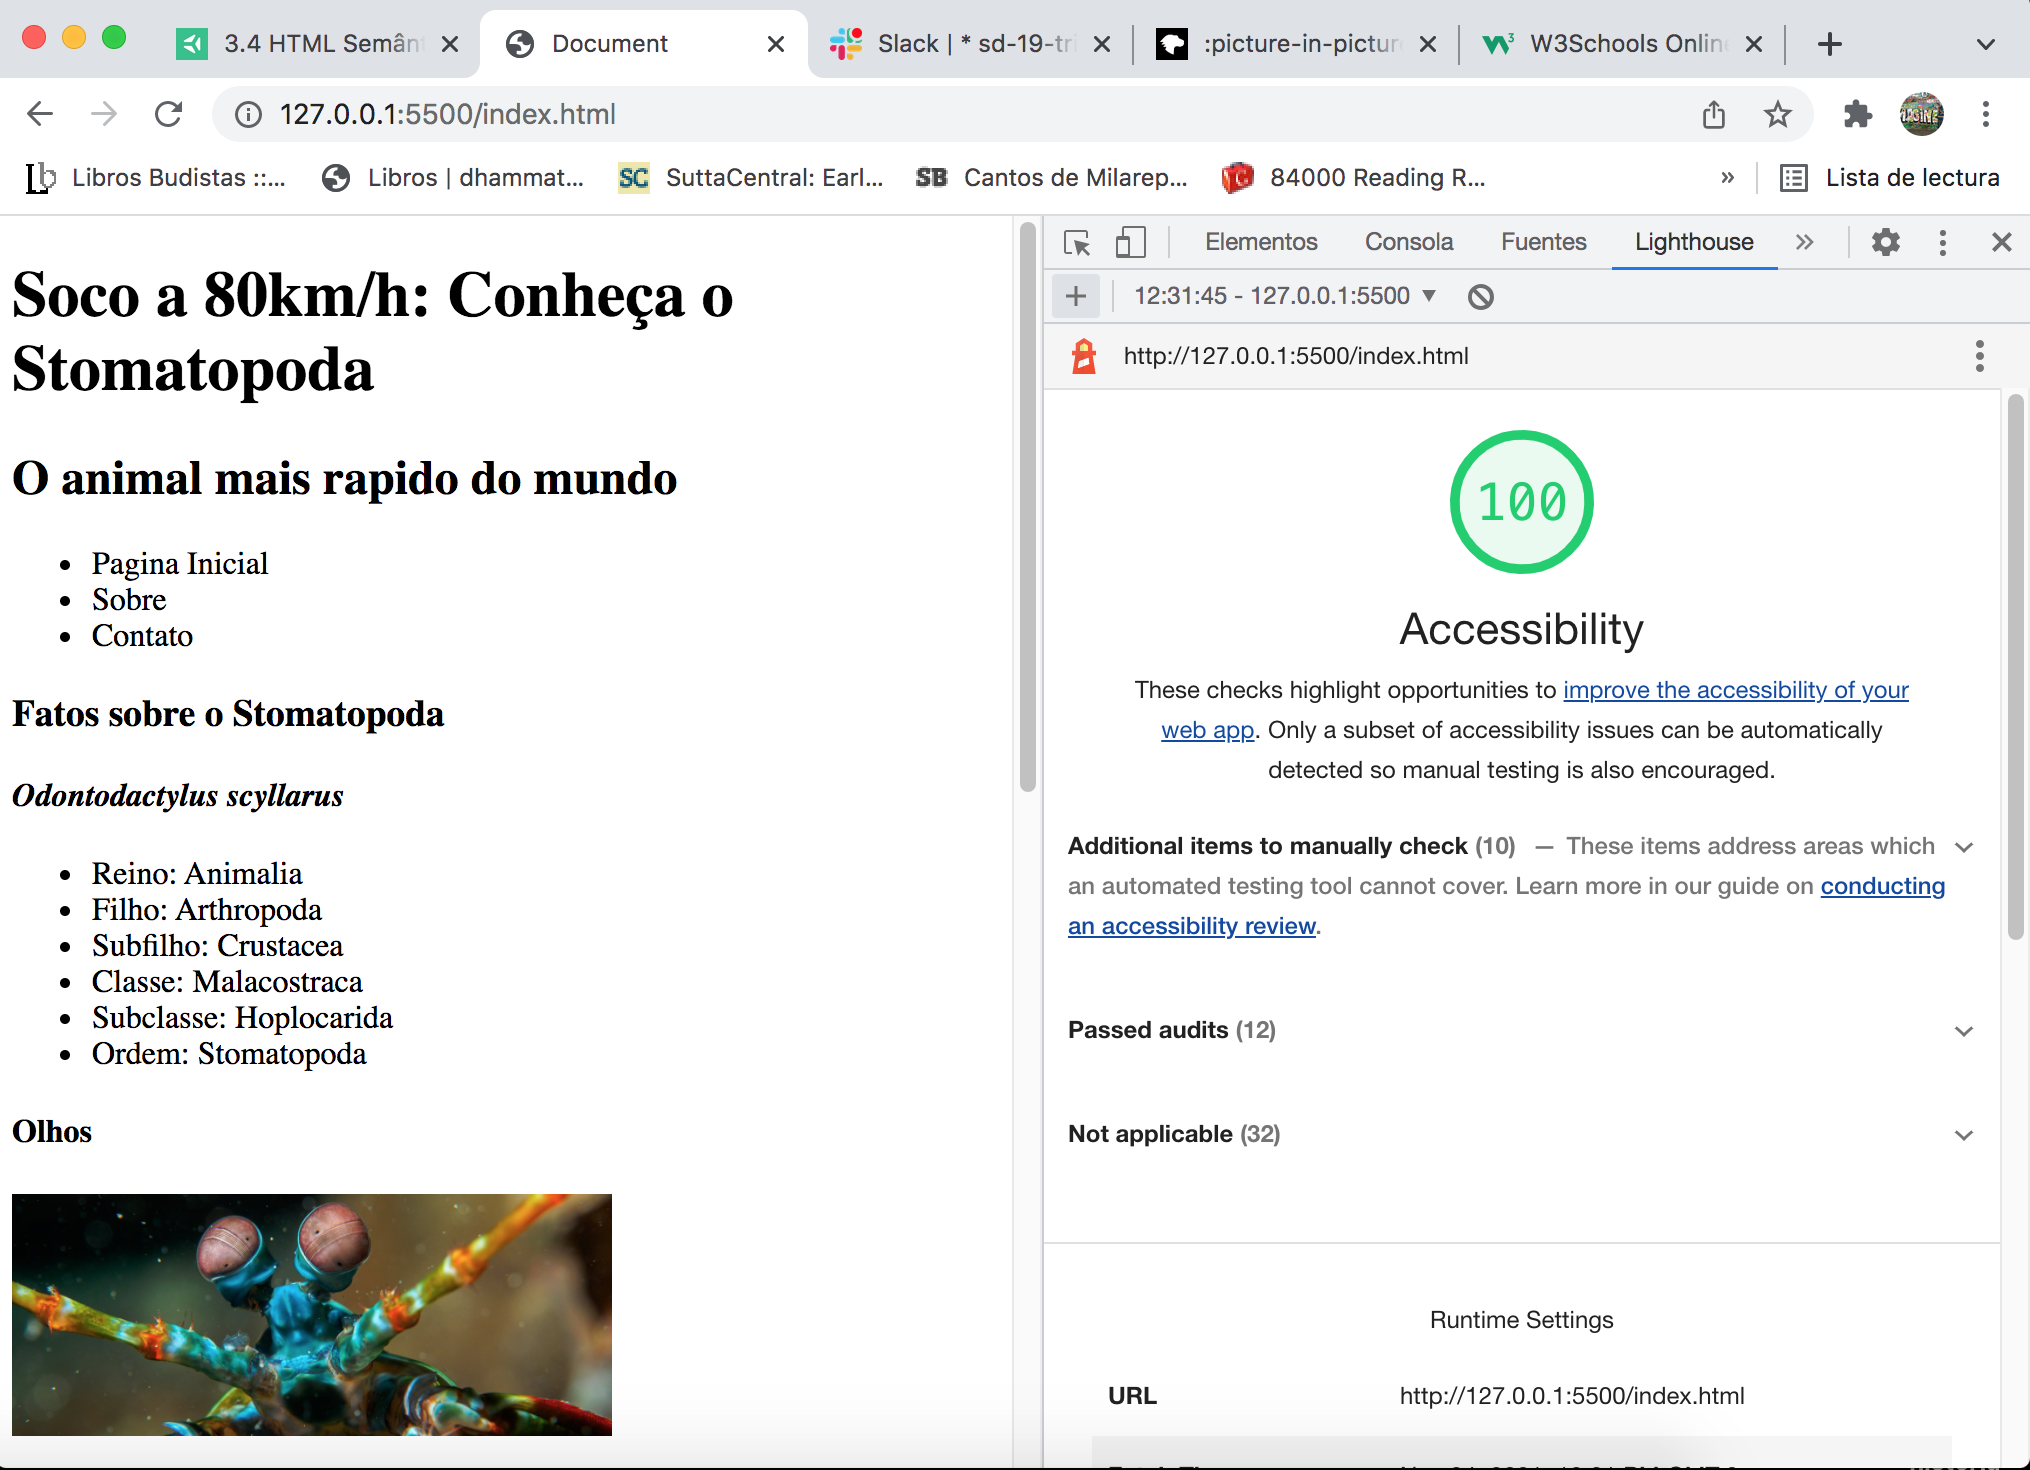 3.4 HTML Semânt
Document
Slack | * sd-19-tri
:picture-in-pictur
W3Schools Onlin
127.0.0.1:5500/index.html
Libros Budistas ::...
Libros | dhammat...
SC SuttaCentral: Earl...
SB Cantos de Milarep...
84000 Reading R...
»
Lista de lectura
Soco a 80km/h: Conheça o
Stomatopoda
O animal mais rapido do mundo
• Pagina Inicial
• Sobre
• Contato
Fatos sobre o Stomatopoda
Odontodactylus scyllarus
• Reino: Animalia
• Filho: Arthropoda
• Subfilho: Crustacea
• Classe: Malacostraca
• Subclasse: Hoplocarida
• Ordem: Stomatopoda
Olhos
Elementos Consola Fuentes Lighthouse »
12:31:45 - 127.0.0.1:5500
http://127.0.0.1:5500/index.html
100
Accessibility
These checks highlight opportunities to improve the accessibility of your
web app. Only a subset of accessibility issues can be automatically
detected so manual testing is also encouraged.
Additional items to manually check (10) — These items address areas which
an automated testing tool cannot cover. Learn more in our guide on conducting
an accessibility review.
Passed audits (12)
Not applicable (32)
Runtime Settings
URL http://127.0.0.1:5500/index.html